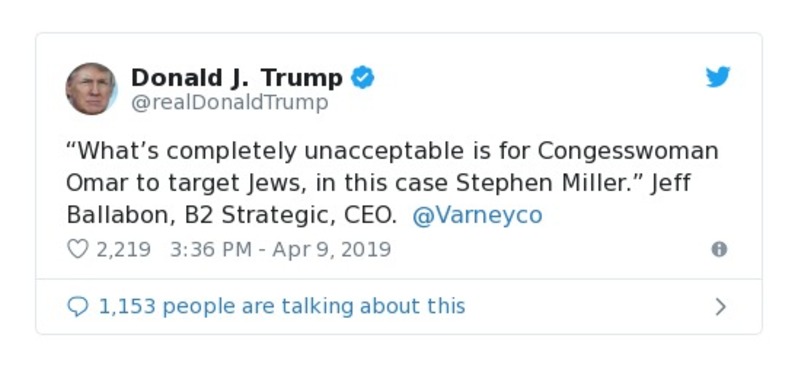 Donald J. Trump
@realDonaldTrump
“What’s completely unacceptable is for Congesswoman
Omar to target Jews, in this case Stephen Miller.” Jeff
Ballabon, B2 Strategic, CEO.  @Varneyco
2,219 3:36 PM - Apr 9, 2019
1,153 people are talking about this